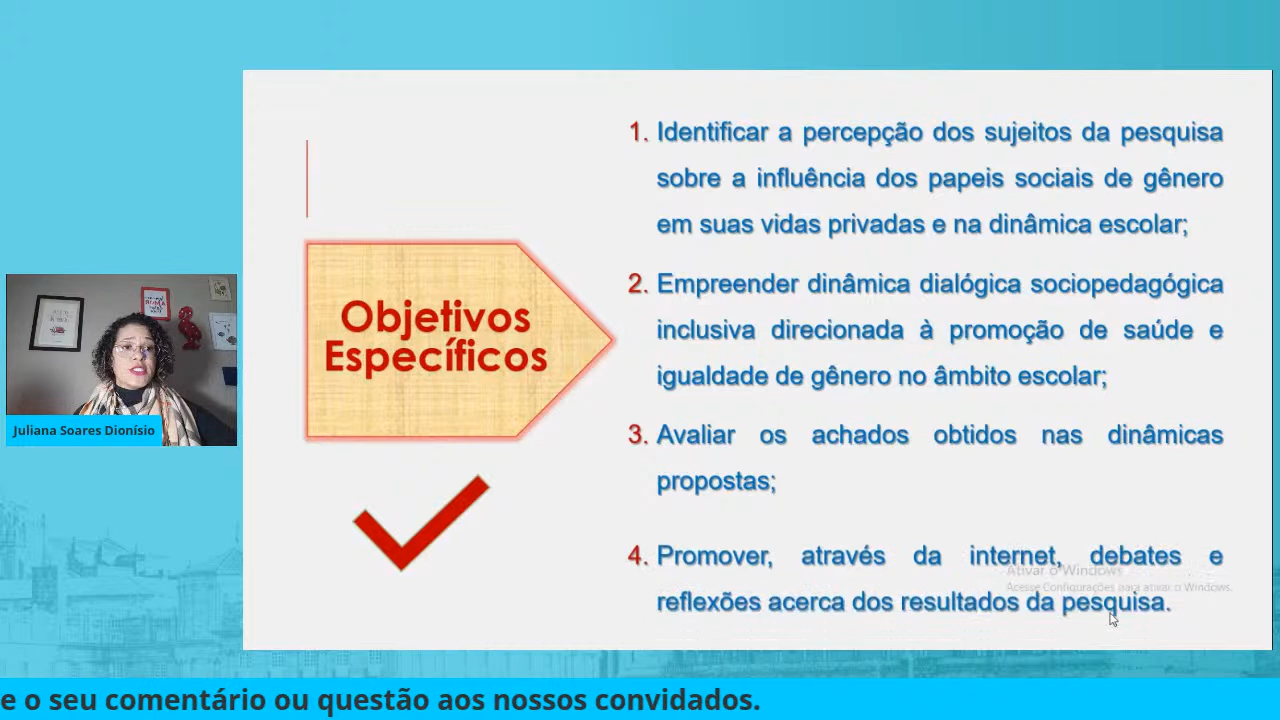 Objetivos
Específicos
1. Identificar a percepção dos sujeitos da pesquisa
sobre a influência dos papeis sociais de gênero
em suas vidas privadas e na dinâmica escolar;
2. Empreender dinâmica dialógica sociopedagógica
inclusiva direcionada à promoção de saúde e
igualdade de gênero no âmbito escolar;
3. Avaliar os achados obtidos nas dinâmicas
propostas;
4. Promover, através da internet, debates e
reflexões acerca dos resultados da pesquisa.
Ativar o Windows
Acesse Configurações para ativar o Windows.
Juliana Soares Dionísio
e o seu comentário ou questão aos nossos convidados.